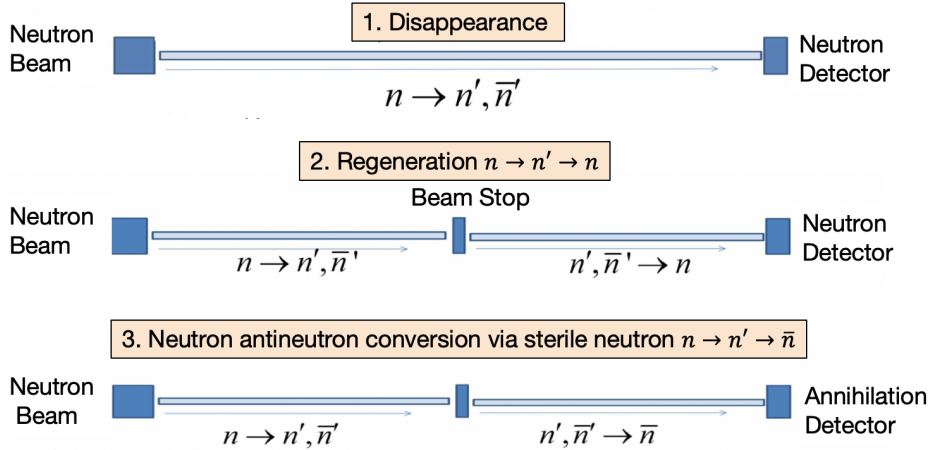 1. Disappearance
Neutron
Beam
Neutron
Detector
n → n′, n̅′
2. Regeneration n → n′ → n
Beam Stop
Neutron
Beam
Neutron
Detector
n → n′, n̅ '
n′, n̅ ' → n
3. Neutron antineutron conversion via sterile neutron n → n′ → n̅
Neutron
Beam
Annihilation
Detector
n → n′, n̅′
n′, n̅′ → n̅